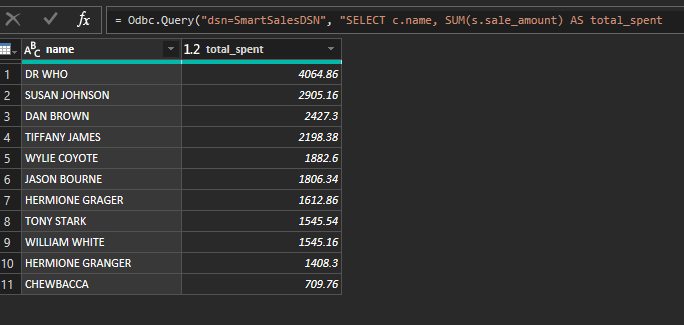 fx = Odbc.Query("dsn=SmartSalesDSN", "SELECT c.name, SUM(s.sale_amount) AS total_spent
ABC name 1.2 total_spent
1 DR WHO 4064.86
2 SUSAN JOHNSON 2905.16
3 DAN BROWN 2427.3
4 TIFFANY JAMES 2198.38
5 WYLIE COYOTE 1882.6
6 JASON BOURNE 1806.34
7 HERMIONE GRAGER 1612.86
8 TONY STARK 1545.54
9 WILLIAM WHITE 1545.16
10 HERMIONE GRANGER 1408.3
11 CHEWBACCA 709.76